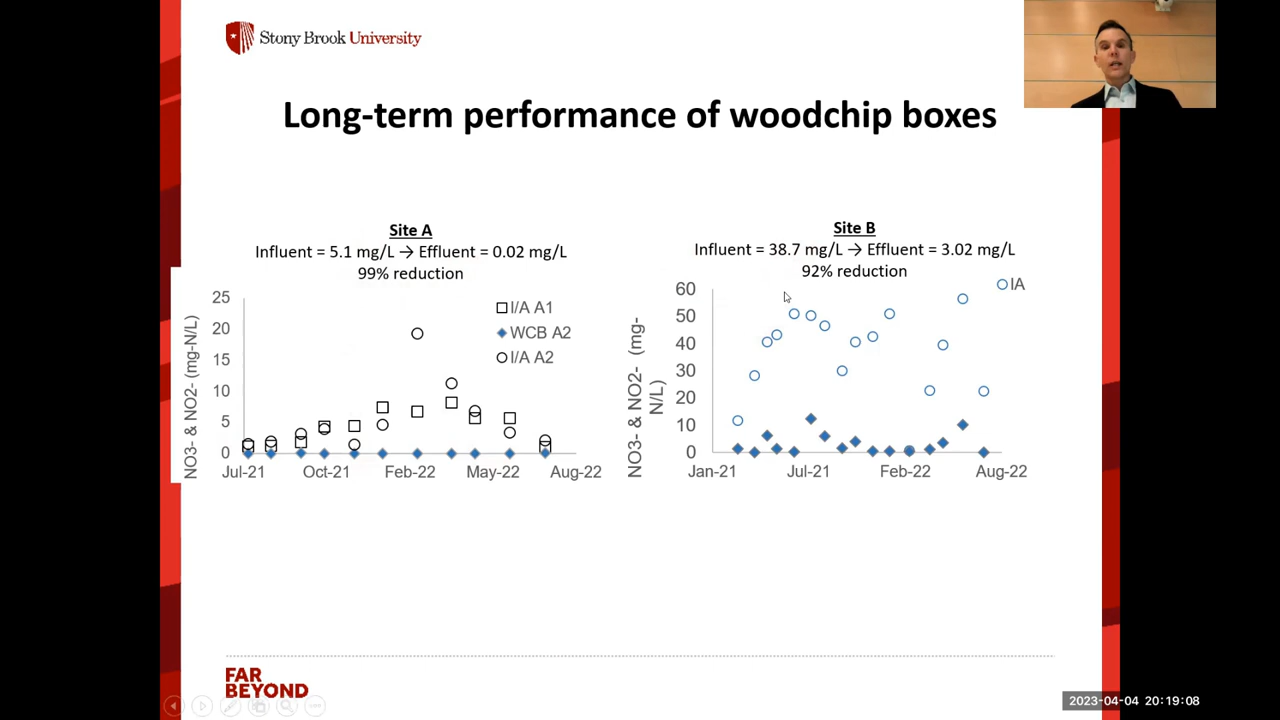 Stony Brook University
Long-term performance of woodchip boxes
Site A
Influent = 5.1 mg/L → Effluent = 0.02 mg/L
99% reduction
25
20
15
10
5
0
NO3- & NO2- (mg-N/L)
I/A A1
WCB A2
I/A A2
Jul-21 Oct-21 Feb-22 May-22 Aug-22
Site B
Influent = 38.7 mg/L → Effluent = 3.02 mg/L
92% reduction
60
50
40
30
20
10
0
NO3- & NO2- (mg-
N/L)
IA
Jan-21 Jul-21 Feb-22 Aug-22
FAR
BEYOND
2023-04-04 20:19:08